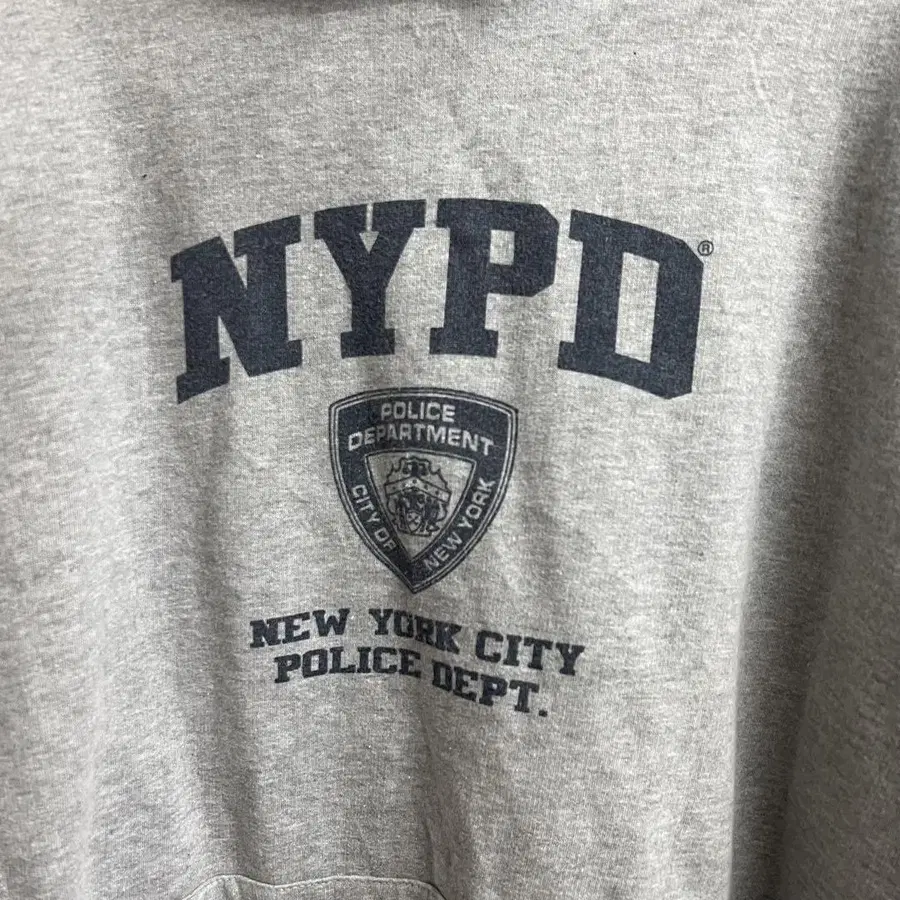 NYPD®
POLICE
DEPARTMENT
CITY OF
NEW YORK
NEW YORK CITY
POLICE DEPT.